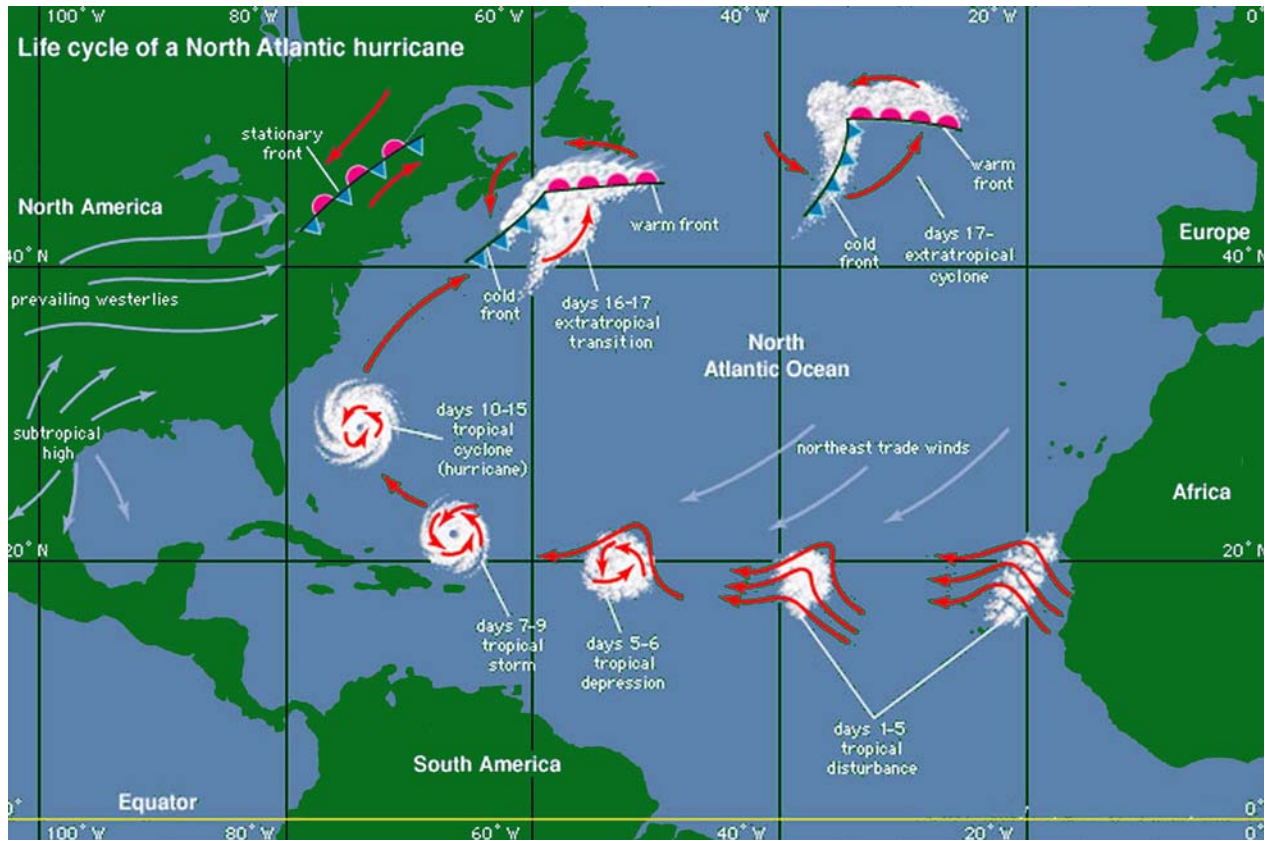 100° W
80° W
60° W
40° W
20° W
0°
Life cycle of a North Atlantic hurricane
stationary
front
North America
warm front
warm
front
cold
front
days 17-
extratropical
cyclone
Europe
40° N
40° N
prevailing westerlies
cold
front
days 16-17
extratropical
transition
North
Atlantic Ocean
subtropical
high
days 10-15
tropical
cyclone
(hurricane)
northeast trade winds
Africa
20° N
20° N
days 7-9
tropical
storm
days 5-6
tropical
depression
days 1-5
tropical
disturbance
South America
Equator
0°
0°
100° W
80° W
60° W
40° W
20° W
0°